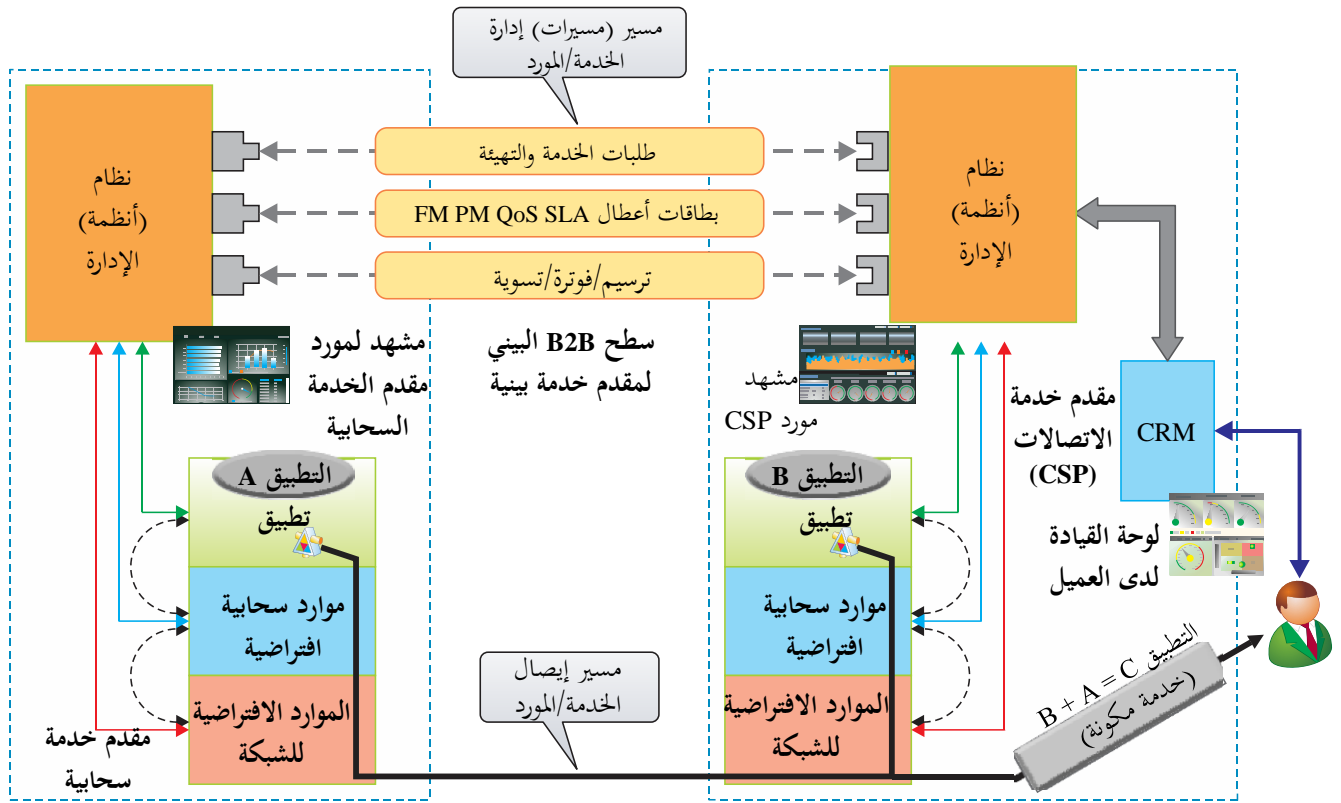 مسير (مسيرات) إدارة
الخدمة/المورد
نظام
(أنظمة)
الإدارة
طلبات الخدمة والتهيئة
بطاقات أعطال FM PM QoS SLA
ترسيم/فوترة/تسوية
نظام
(أنظمة)
الإدارة
مشهد لمورد
مقدم الخدمة
السحابية
سطح B2B البيني
لمقدم خدمة بينية
مشهد
مورد CSP
مقدم خدمة
الاتصالات
(CSP)
CRM
التطبيق A
تطبيق
موارد سحابية
افتراضية
الموارد الافتراضية
للشبكة
التطبيق B
تطبيق
موارد سحابية
افتراضية
الموارد الافتراضية
للشبكة
لوحة القيادة
لدى العميل
مسير إيصال
الخدمة/المورد
التطبيق B + A = C
(خدمة مكونة)
مقدم خدمة
سحابية